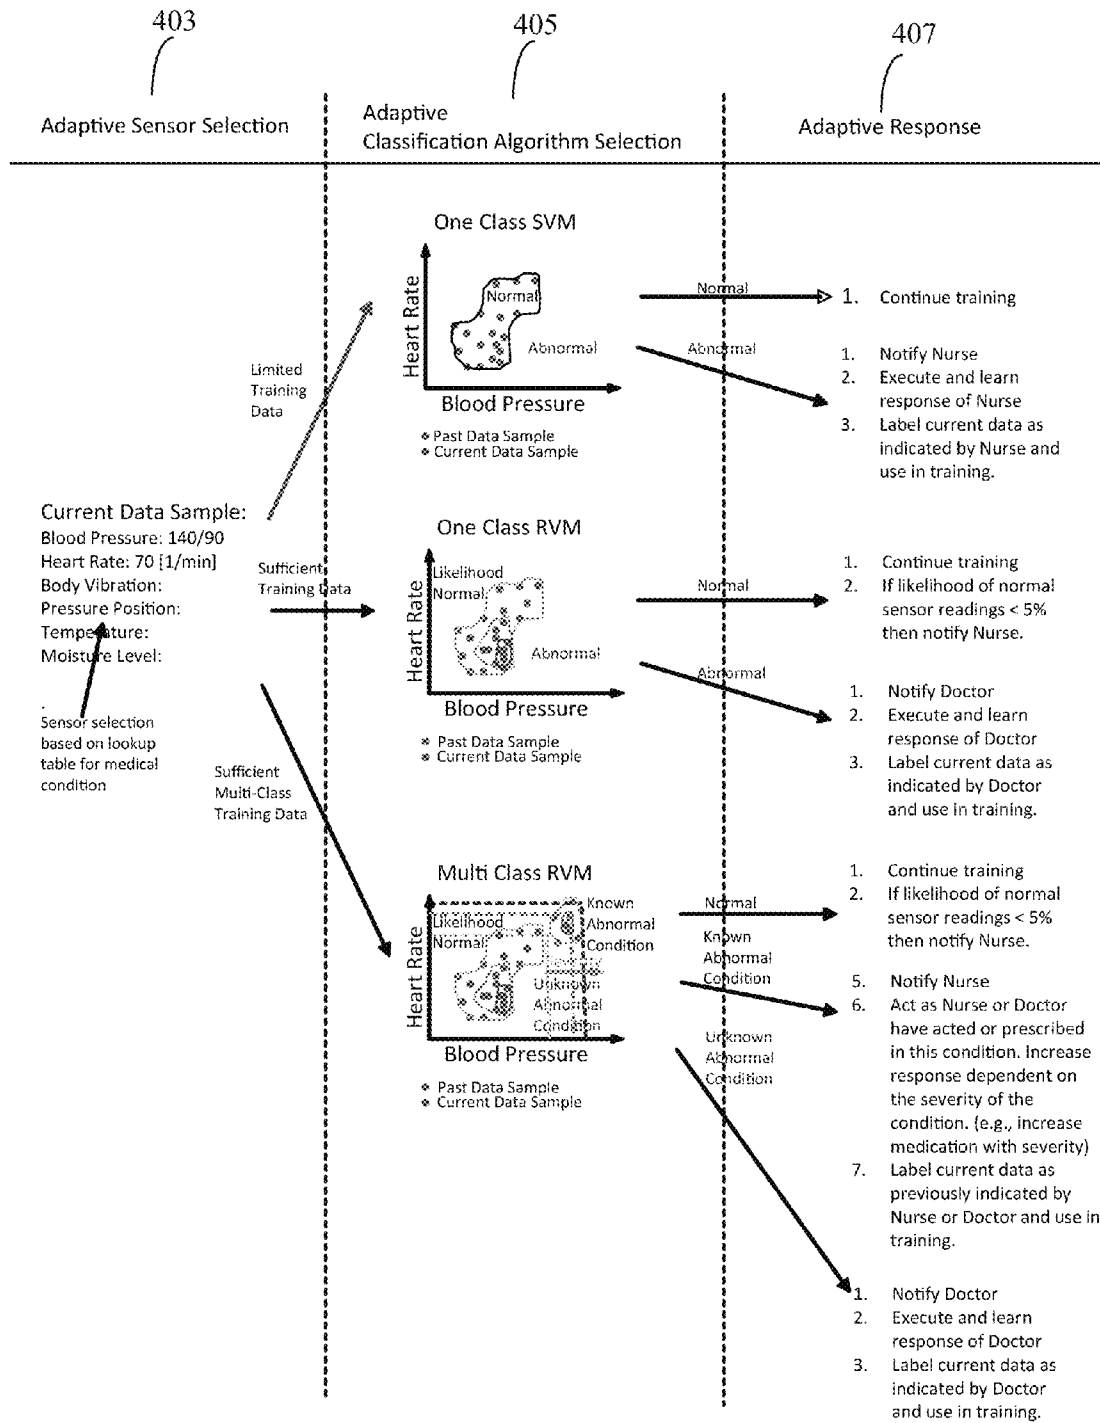 403
405
407
Adaptive Sensor Selection
Adaptive
Classification Algorithm Selection
Adaptive Response
Limited
Training
Data
Current Data Sample:
Blood Pressure: 140/90
Heart Rate: 70 [1/min]
Body Vibration:
Pressure Position:
Temperature:
Moisture Level:
.
Sensor selection
based on lookup
table for medical
condition
Sufficient
Training Data
Sufficient
Multi-Class
Training Data
One Class SVM
Heart Rate
Normal
Abnormal
Blood Pressure
Past Data Sample
Current Data Sample
Normal
Abnormal
1. Continue training
1. Notify Nurse
2. Execute and learn
response of Nurse
3. Label current data as
indicated by Nurse and
use in training.
One Class RVM
Heart Rate
Likelihood
Normal
Abnormal
Blood Pressure
Past Data Sample
Current Data Sample
Normal
Abnormal
1. Continue training
2. If likelihood of normal
sensor readings < 5%
then notify Nurse.
1. Notify Doctor
2. Execute and learn
response of Doctor
3. Label current data as
indicated by Doctor
and use in training.
Multi Class RVM
Heart Rate
Likelihood
Normal
Known
Abnormal
Condition
Unknown
Abnormal
Condition
Blood Pressure
Past Data Sample
Current Data Sample
Normal
Known
Abnormal
Condition
Unknown
Abnormal
Condition
1. Continue training
2. If likelihood of normal
sensor readings < 5%
then notify Nurse.
5. Notify Nurse
6. Act as Nurse or Doctor
have acted or prescribed
in this condition. Increase
response dependent on
the severity of the
condition. (e.g., increase
medication with severity)
7. Label current data as
previously indicated by
Nurse or Doctor and use in
training.
1. Notify Doctor
2. Execute and learn
response of Doctor
3. Label current data as
indicated by Doctor
and use in training.